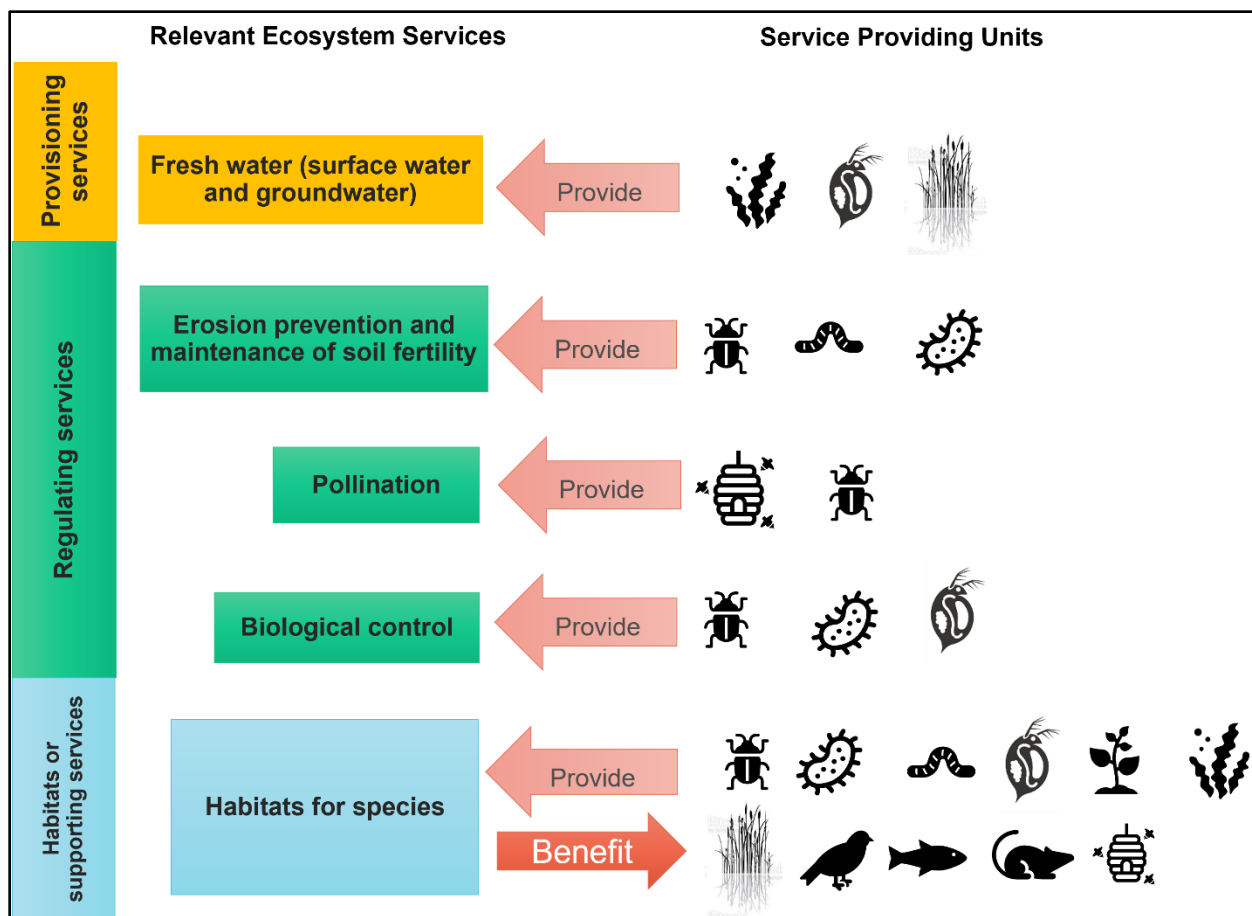 Relevant Ecosystem Services
Service Providing Units
Provisioning
services
Fresh water (surface water
and groundwater)
Provide
Regulating services
Erosion prevention and
maintenance of soil fertility
Provide
Pollination
Provide
Biological control
Provide
Habitats or
supporting services
Habitats for species
Provide
Benefit